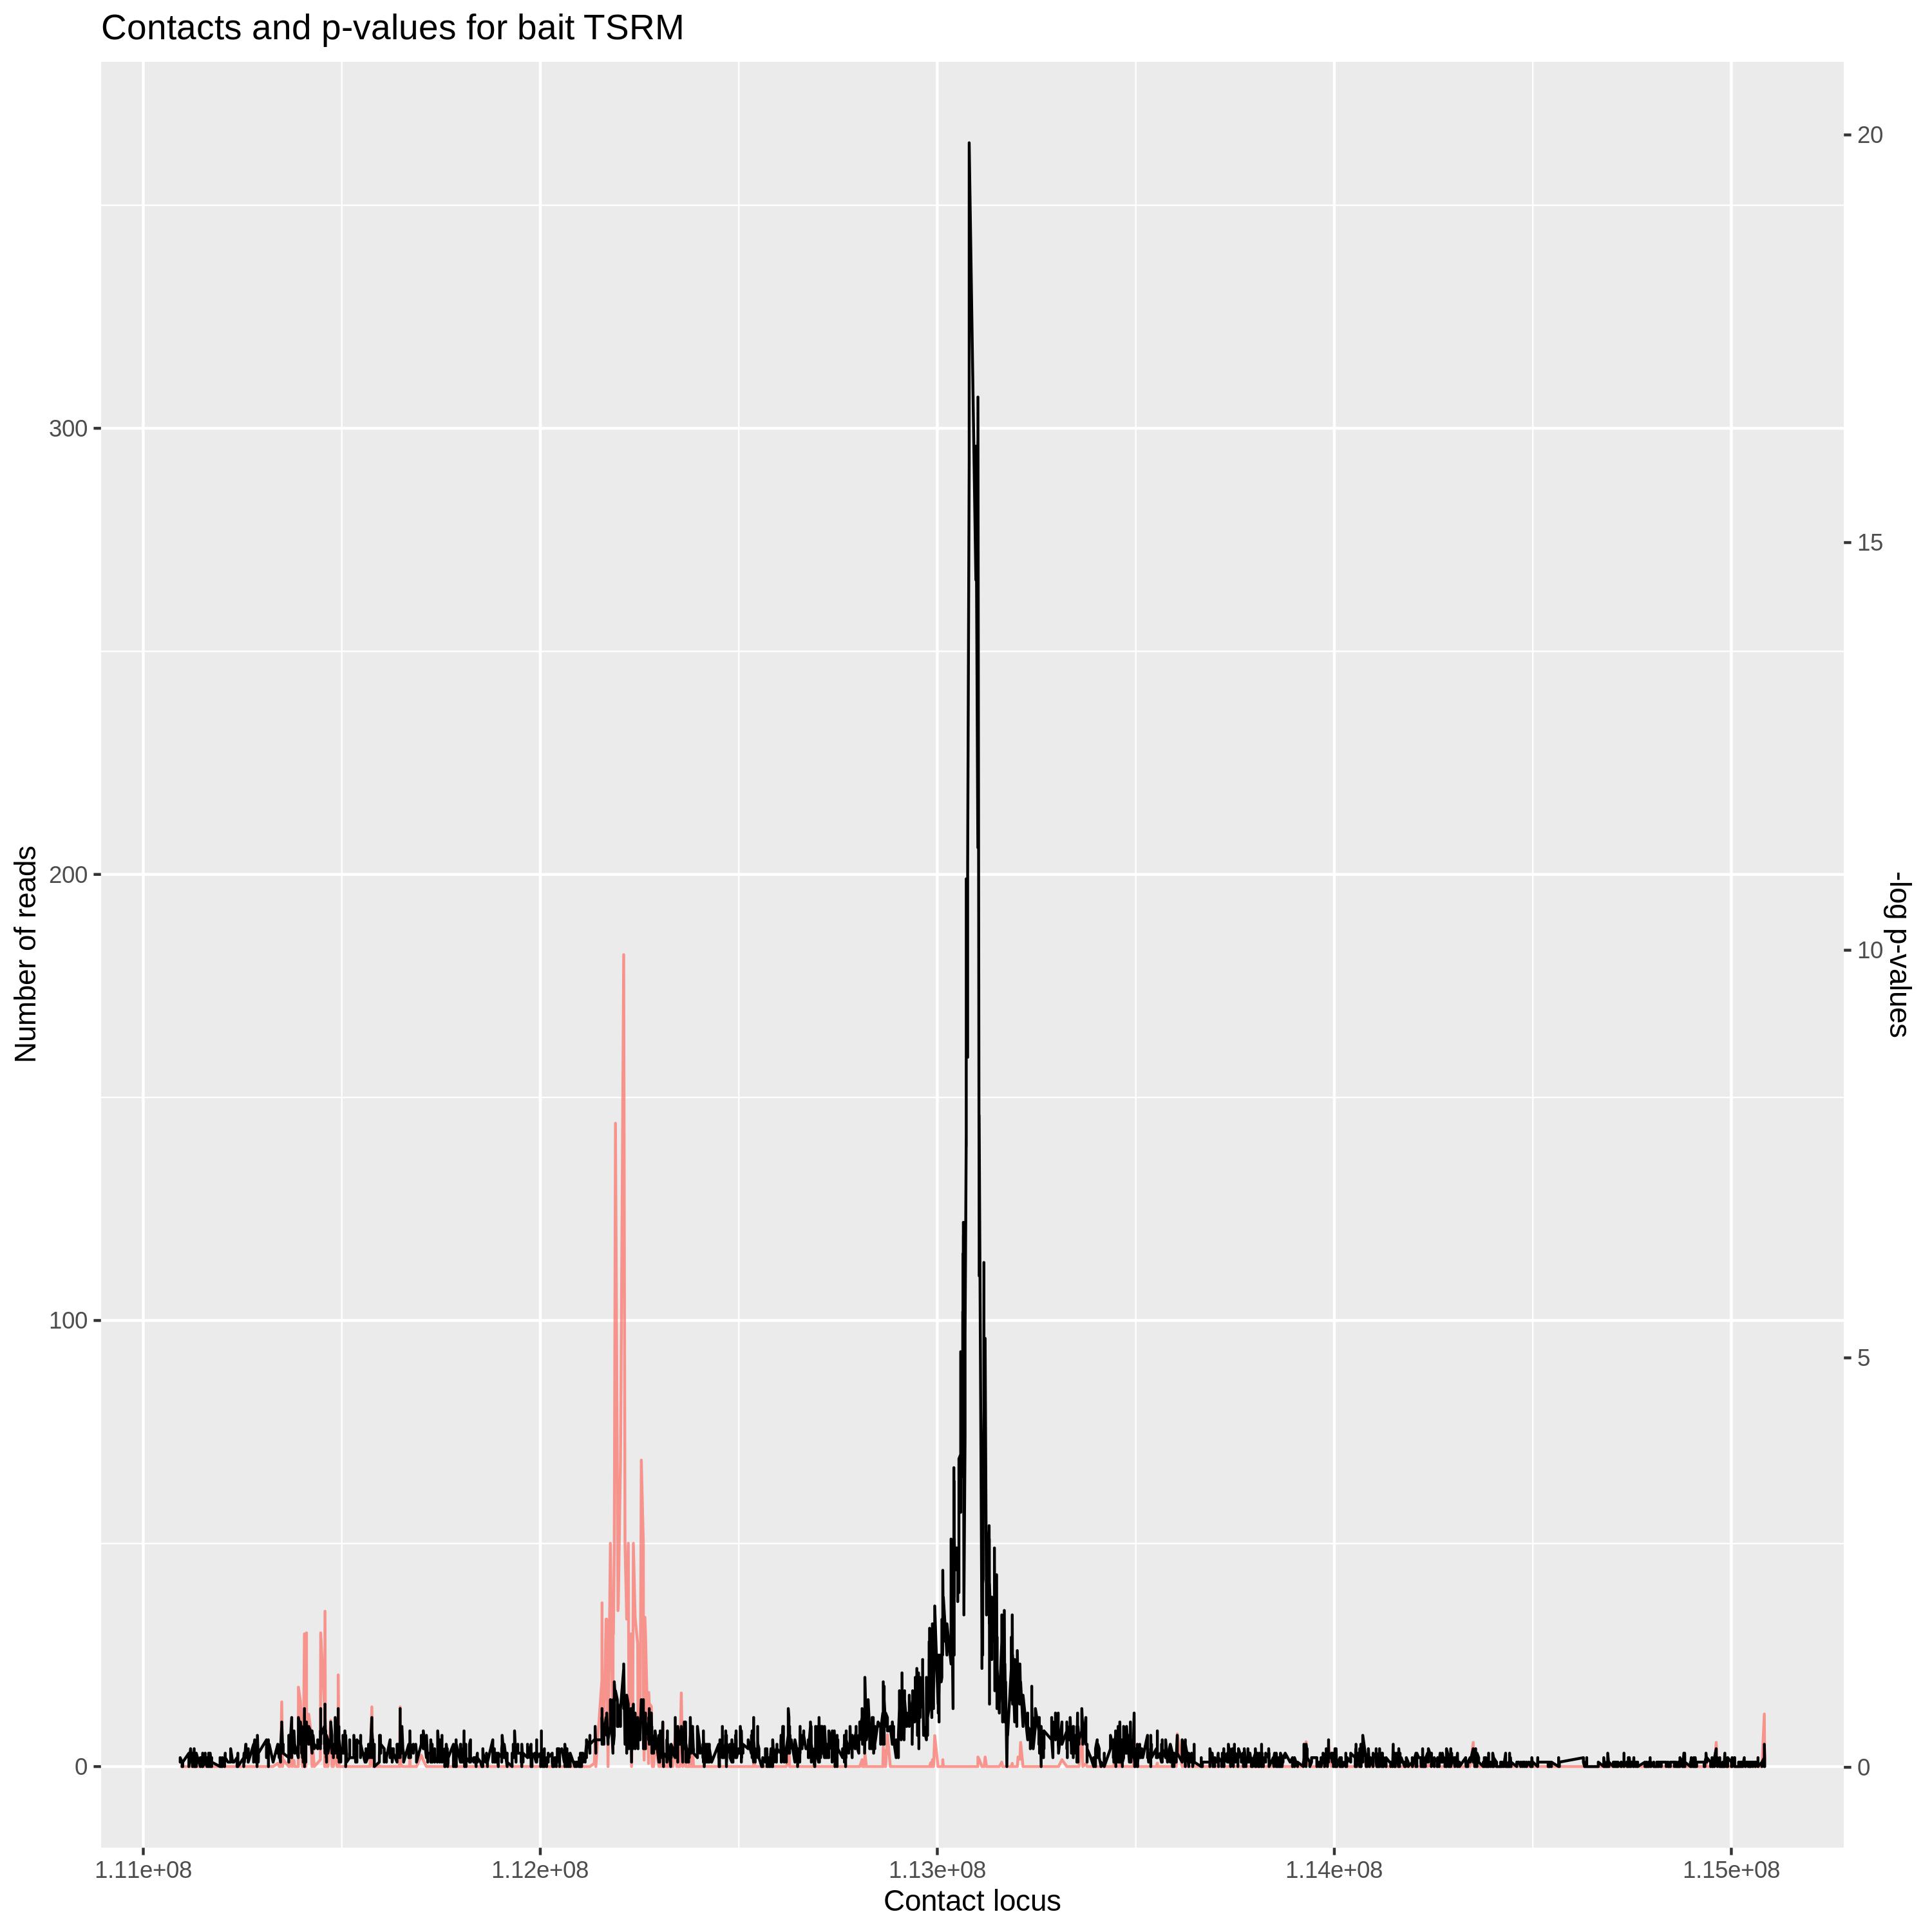 Contacts and p-values for bait TSRM
20
15
10
5
0
300
200
100
0
Number of reads
-log p-values
1.11e+08 1.12e+08 1.13e+08 1.14e+08 1.15e+08
Contact locus